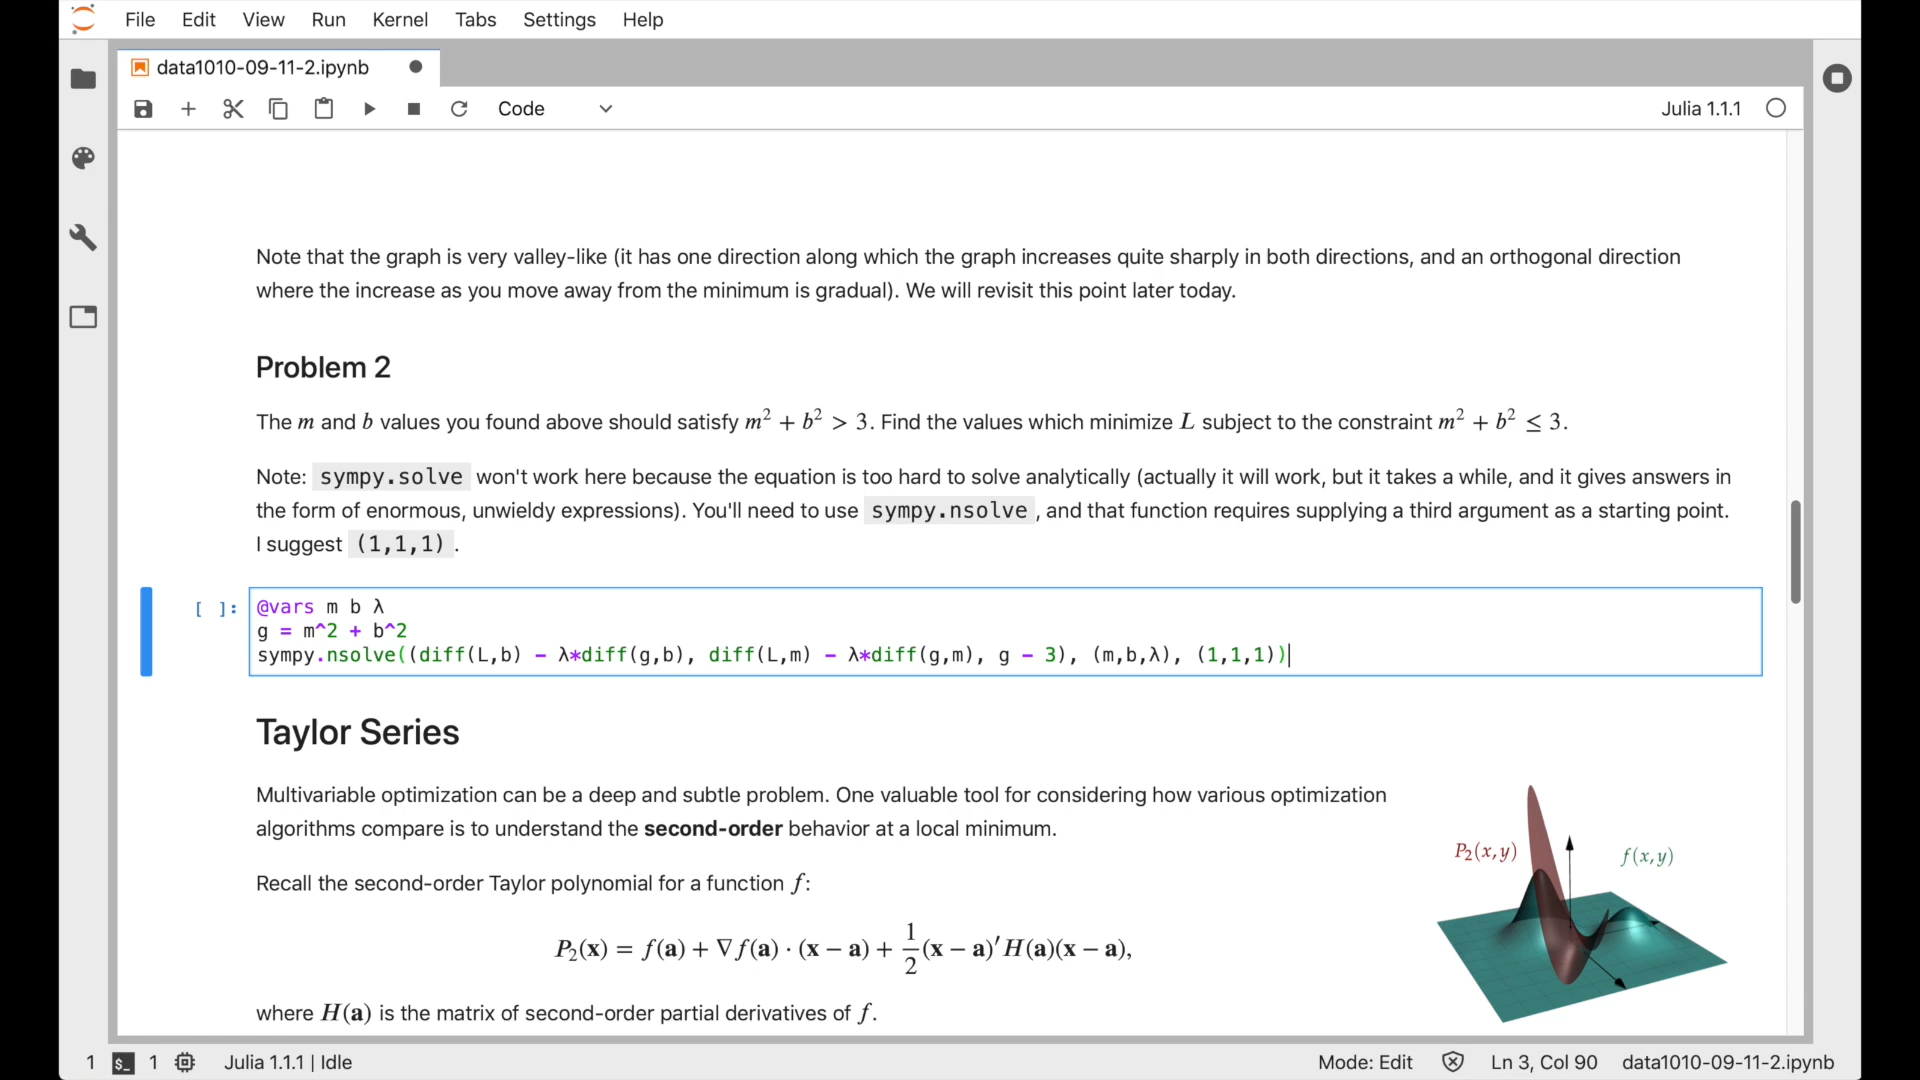 File Edit View Run Kernel Tabs Settings Help
data1010-09-11-2.ipynb
Code
Julia 1.1.1
Note that the graph is very valley-like (it has one direction along which the graph increases quite sharply in both directions, and an orthogonal direction
where the increase as you move away from the minimum is gradual). We will revisit this point later today.
Problem 2
The m and b values you found above should satisfy m² + b² > 3. Find the values which minimize L subject to the constraint m² + b² ≤ 3.
Note: sympy.solve won't work here because the equation is too hard to solve analytically (actually it will work, but it takes a while, and it gives answers in
the form of enormous, unwieldy expressions). You'll need to use sympy.nsolve, and that function requires supplying a third argument as a starting point.
I suggest (1,1,1).
[ ]: @vars m b λ
g = m^2 + b^2
sympy.nsolve((diff(L,b) - λ*diff(g,b), diff(L,m) - λ*diff(g,m), g - 3), (m,b,λ), (1,1,1))
Taylor Series
Multivariable optimization can be a deep and subtle problem. One valuable tool for considering how various optimization
algorithms compare is to understand the second-order behavior at a local minimum.
Recall the second-order Taylor polynomial for a function f:
P₂(x) = f(a) + ∇f(a) · (x − a) + 1/2 (x − a)′H(a)(x − a),
where H(a) is the matrix of second-order partial derivatives of f.
P₂(x,y) f(x,y)
1 $_ 1 Julia 1.1.1 | Idle Mode: Edit Ln 3, Col 90 data1010-09-11-2.ipynb